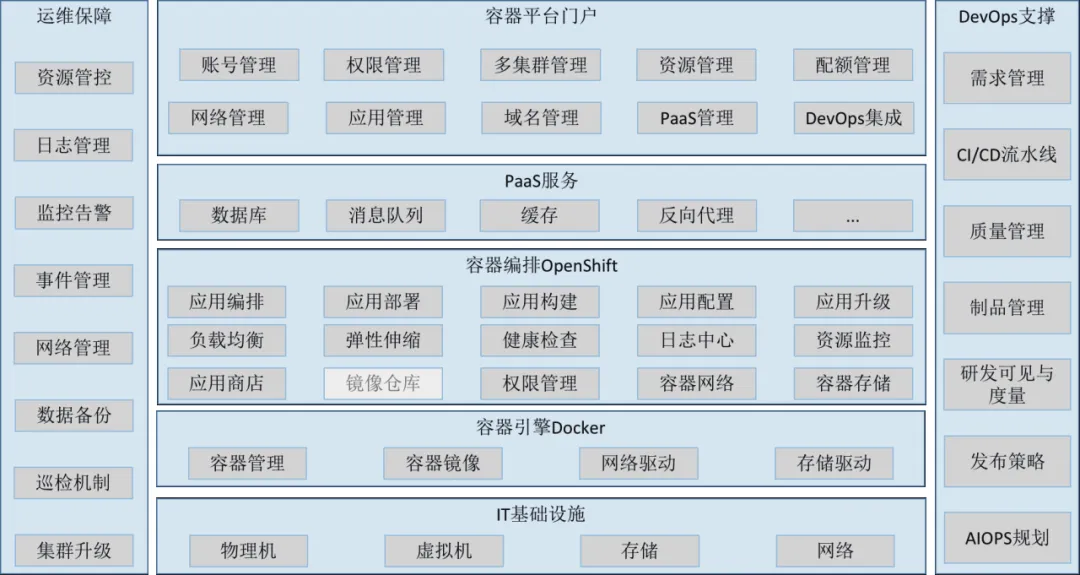 运维保障
资源管控
日志管理
监控告警
事件管理
网络管理
数据备份
巡检机制
集群升级
容器平台门户
账号管理
权限管理
多集群管理
资源管理
配额管理
网络管理
应用管理
域名管理
PaaS管理
DevOps集成
PaaS服务
数据库
消息队列
缓存
反向代理
...
容器编排OpenShift
应用编排
应用部署
应用构建
应用配置
应用升级
负载均衡
弹性伸缩
健康检查
日志中心
资源监控
应用商店
镜像仓库
权限管理
容器网络
容器存储
容器引擎Docker
容器管理
容器镜像
网络驱动
存储驱动
IT基础设施
物理机
虚拟机
存储
网络
DevOps支撑
需求管理
CI/CD流水线
质量管理
制品管理
研发可见与
度量
发布策略
AIOPS规划